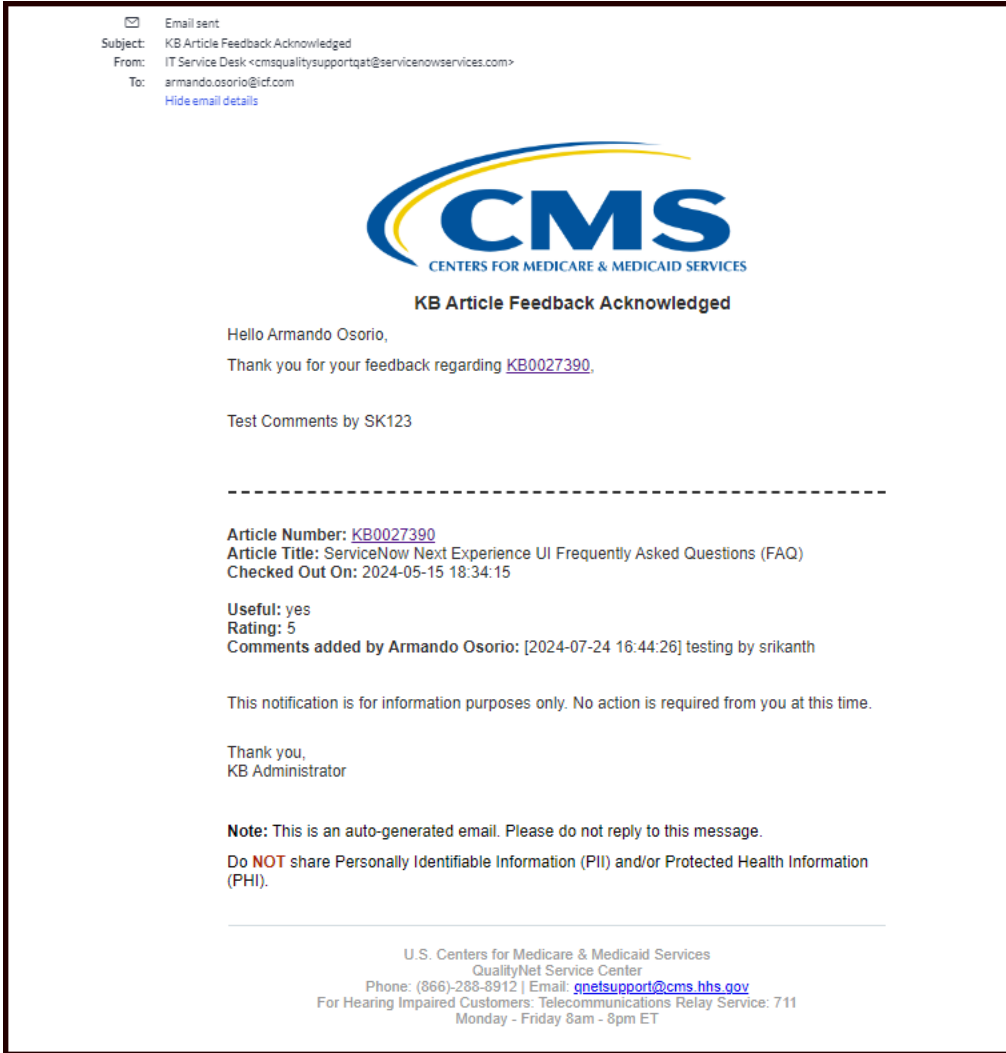 Email sent
Subject: KB Article Feedback Acknowledged
From: IT Service Desk <cmsqualitysupportqat@servicenowservices.com>
To: armando.osorio@icf.com
Hide email details
CMS
CENTERS FOR MEDICARE & MEDICAID SERVICES
KB Article Feedback Acknowledged
Hello Armando Osorio,
Thank you for your feedback regarding KB0027390,
Test Comments by SK123
Article Number: KB0027390
Article Title: ServiceNow Next Experience UI Frequently Asked Questions (FAQ)
Checked Out On: 2024-05-15 18:34:15
Useful: yes
Rating: 5
Comments added by Armando Osorio: [2024-07-24 16:44:26] testing by srikanth
This notification is for information purposes only. No action is required from you at this time.
Thank you,
KB Administrator
Note: This is an auto-generated email. Please do not reply to this message.
Do NOT share Personally Identifiable Information (PII) and/or Protected Health Information
(PHI).
U.S. Centers for Medicare & Medicaid Services
QualityNet Service Center
Phone: (866)-288-8912 | Email: qnetsupport@cms.hhs.gov
For Hearing Impaired Customers: Telecommunications Relay Service: 711
Monday - Friday 8am - 8pm ET